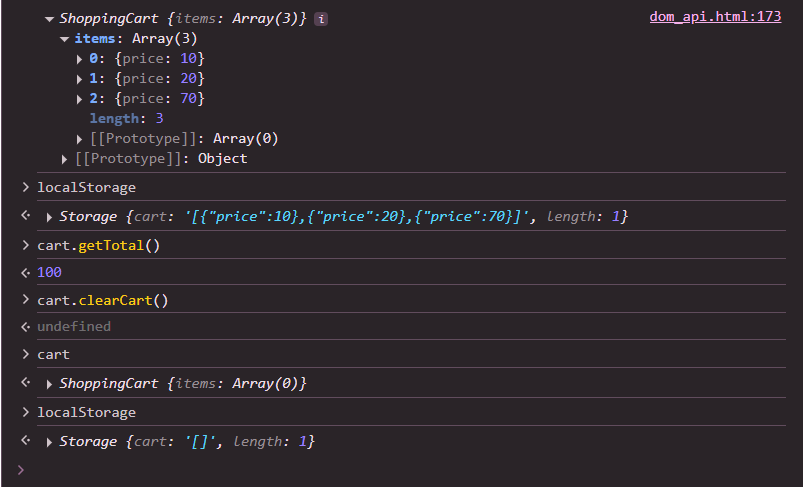 ShoppingCart {items: Array(3)} i dom_api.html:173
items: Array(3)
0: {price: 10}
1: {price: 20}
2: {price: 70}
length: 3
[[Prototype]]: Array(0)
[[Prototype]]: Object
localStorage
Storage {cart: '[{"price":10},{"price":20},{"price":70}]', length: 1}
cart.getTotal()
100
cart.clearCart()
undefined
cart
ShoppingCart {items: Array(0)}
localStorage
Storage {cart: '[]', length: 1}